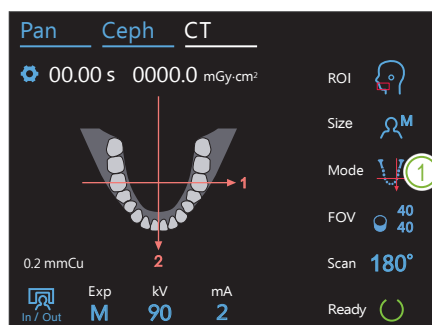 Pan Ceph CT
00.00 s 0000.0 mGy·cm²
ROI
Size M
Mode 1
1
FOV 40
40
0.2 mmCu
2
Scan 180°
Exp kV mA
In / Out M 90 2
Ready